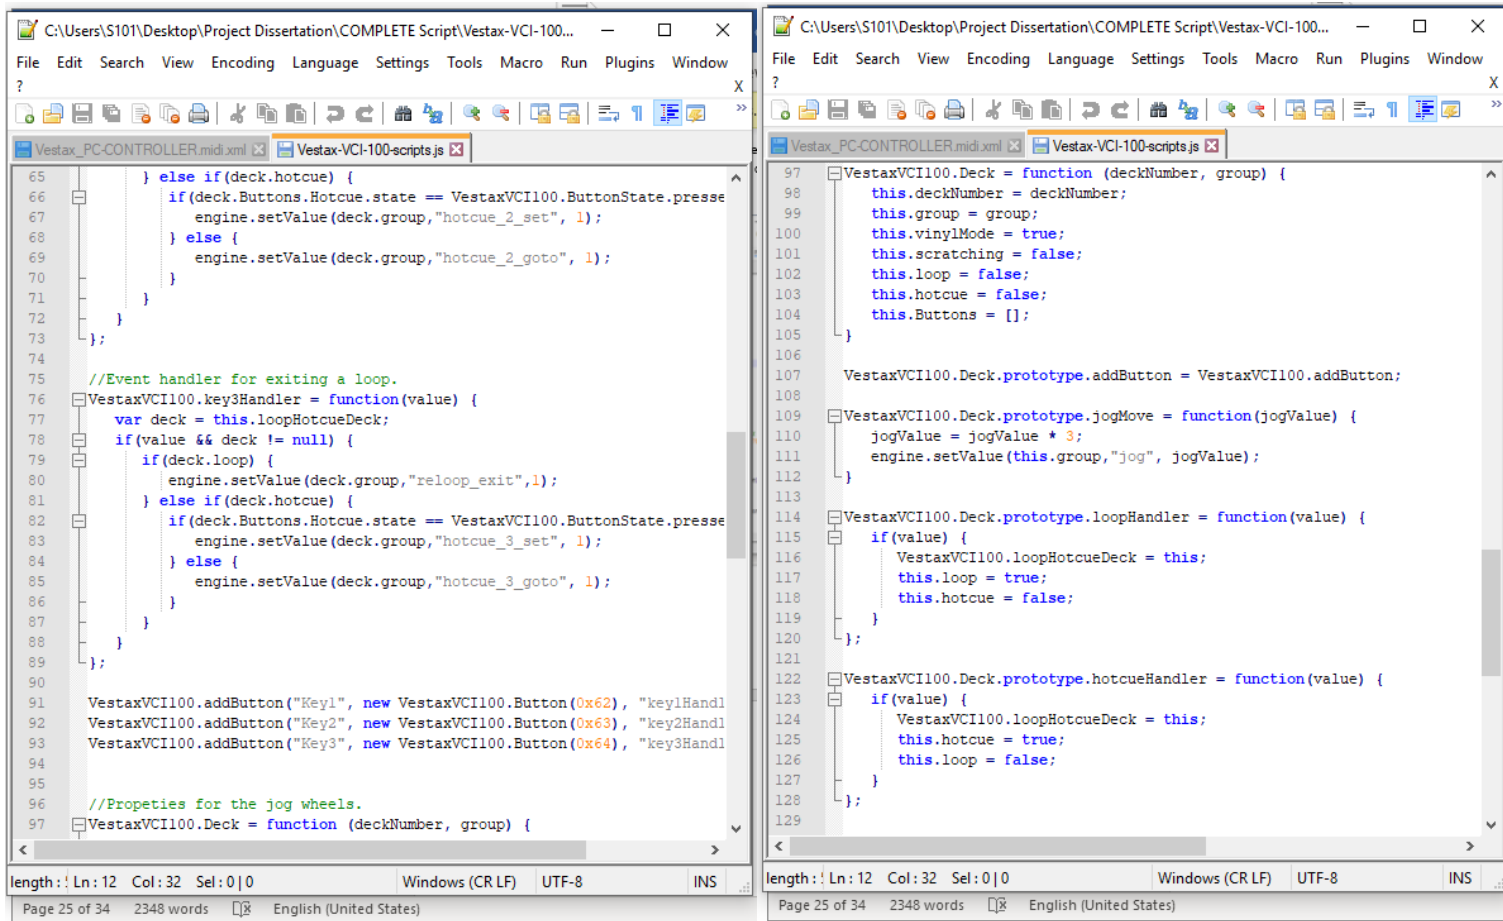 C:\Users\S101\Desktop\Project Dissertation\COMPLETE Script\Vestax-VCI-100...
File Edit Search View Encoding Language Settings Tools Macro Run Plugins Window
?
X
Vestax_PC-CONTROLLER.midi.xml Vestax-VCI-100-scripts.js
65 } else if(deck.hotcue) {
66 if(deck.Buttons.Hotcue.state == VestaxVCI100.ButtonState.presse
67 engine.setValue(deck.group,"hotcue_2_set", 1);
68 } else {
69 engine.setValue(deck.group,"hotcue_2_goto", 1);
70 }
71 }
72 }
73 };
74
75 //Event handler for exiting a loop.
76 VestaxVCI100.key3Handler = function(value) {
77 var deck = this.loopHotcueDeck;
78 if(value && deck != null) {
79 if(deck.loop) {
80 engine.setValue(deck.group,"reloop_exit",1);
81 } else if(deck.hotcue) {
82 if(deck.Buttons.Hotcue.state == VestaxVCI100.ButtonState.presse
83 engine.setValue(deck.group,"hotcue_3_set", 1);
84 } else {
85 engine.setValue(deck.group,"hotcue_3_goto", 1);
86 }
87 }
88 }
89 };
90
91 VestaxVCI100.addButton("Key1", new VestaxVCI100.Button(0x62), "key1Handl
92 VestaxVCI100.addButton("Key2", new VestaxVCI100.Button(0x63), "key2Handl
93 VestaxVCI100.addButton("Key3", new VestaxVCI100.Button(0x64), "key3Handl
94
95
96 //Propeties for the jog wheels.
97 VestaxVCI100.Deck = function (deckNumber, group) {
length : Ln : 12 Col : 32 Sel : 0 | 0 Windows (CR LF) UTF-8 INS
Page 25 of 34 2348 words English (United States)
C:\Users\S101\Desktop\Project Dissertation\COMPLETE Script\Vestax-VCI-100...
File Edit Search View Encoding Language Settings Tools Macro Run Plugins Window
?
X
Vestax_PC-CONTROLLER.midi.xml Vestax-VCI-100-scripts.js
97 VestaxVCI100.Deck = function (deckNumber, group) {
98 this.deckNumber = deckNumber;
99 this.group = group;
100 this.vinylMode = true;
101 this.scratching = false;
102 this.loop = false;
103 this.hotcue = false;
104 this.Buttons = [];
105 }
106
107 VestaxVCI100.Deck.prototype.addButton = VestaxVCI100.addButton;
108
109 VestaxVCI100.Deck.prototype.jogMove = function(jogValue) {
110 jogValue = jogValue * 3;
111 engine.setValue(this.group,"jog", jogValue);
112 }
113
114 VestaxVCI100.Deck.prototype.loopHandler = function(value) {
115 if(value) {
116 VestaxVCI100.loopHotcueDeck = this;
117 this.loop = true;
118 this.hotcue = false;
119 }
120 };
121
122 VestaxVCI100.Deck.prototype.hotcueHandler = function(value) {
123 if(value) {
124 VestaxVCI100.loopHotcueDeck = this;
125 this.hotcue = true;
126 this.loop = false;
127 }
128 };
129
length : Ln : 12 Col : 32 Sel : 0 | 0 Windows (CR LF) UTF-8 INS
Page 25 of 34 2348 words English (United States)